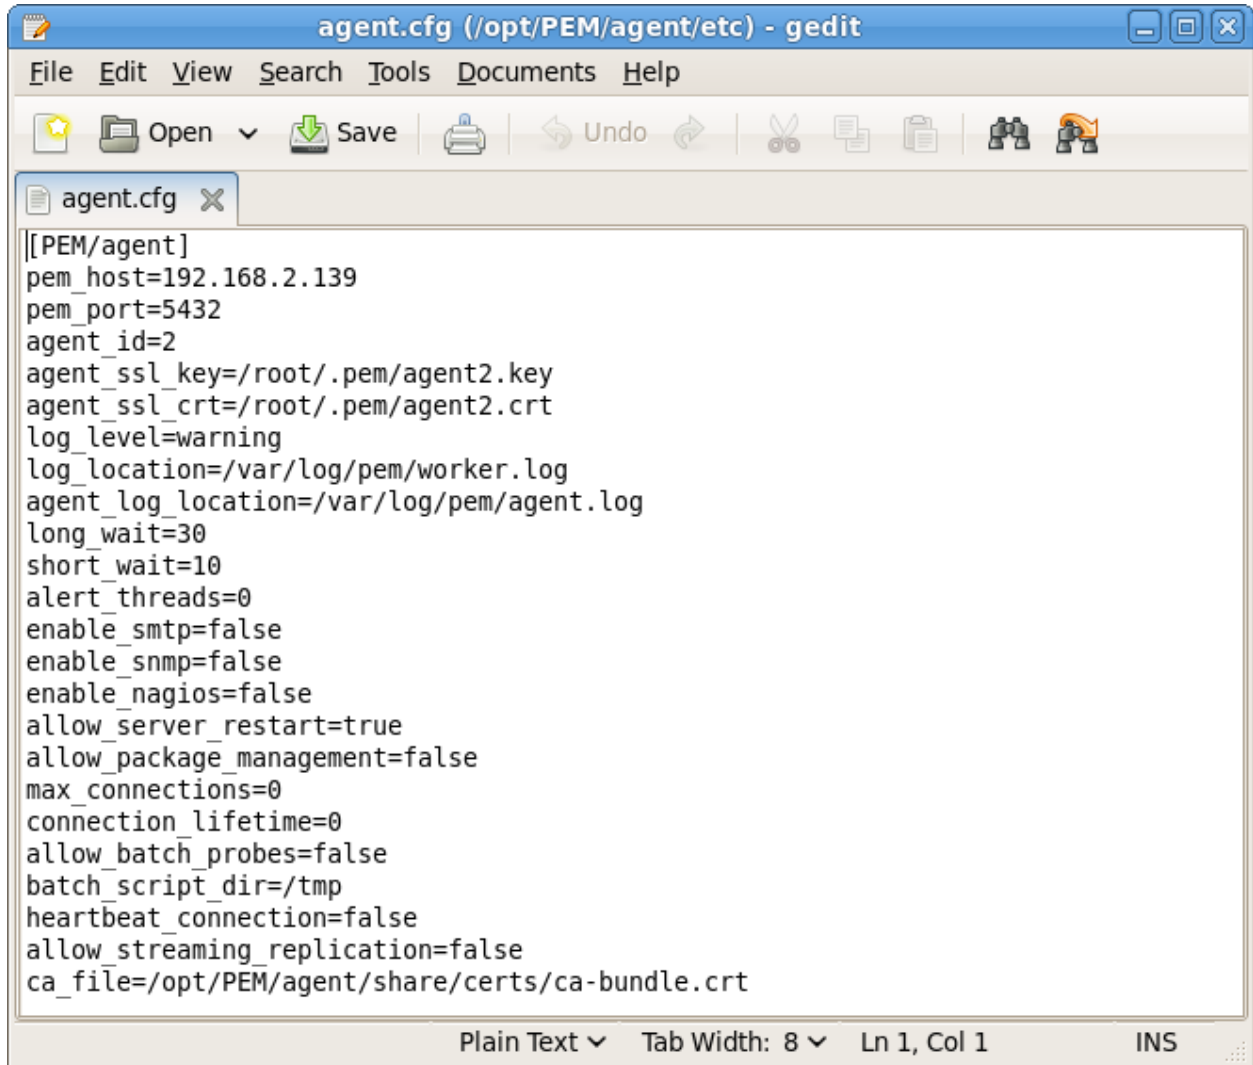 agent.cfg (/opt/PEM/agent/etc) - gedit
File Edit View Search Tools Documents Help
Open Save Undo
agent.cfg
[PEM/agent]
pem_host=192.168.2.139
pem_port=5432
agent_id=2
agent_ssl_key=/root/.pem/agent2.key
agent_ssl_crt=/root/.pem/agent2.crt
log_level=warning
log_location=/var/log/pem/worker.log
agent_log_location=/var/log/pem/agent.log
long_wait=30
short_wait=10
alert_threads=0
enable_smtp=false
enable_snmp=false
enable_nagios=false
allow_server_restart=true
allow_package_management=false
max_connections=0
connection_lifetime=0
allow_batch_probes=false
batch_script_dir=/tmp
heartbeat_connection=false
allow_streaming_replication=false
ca_file=/opt/PEM/agent/share/certs/ca-bundle.crt
Plain Text Tab Width: 8 Ln 1, Col 1 INS